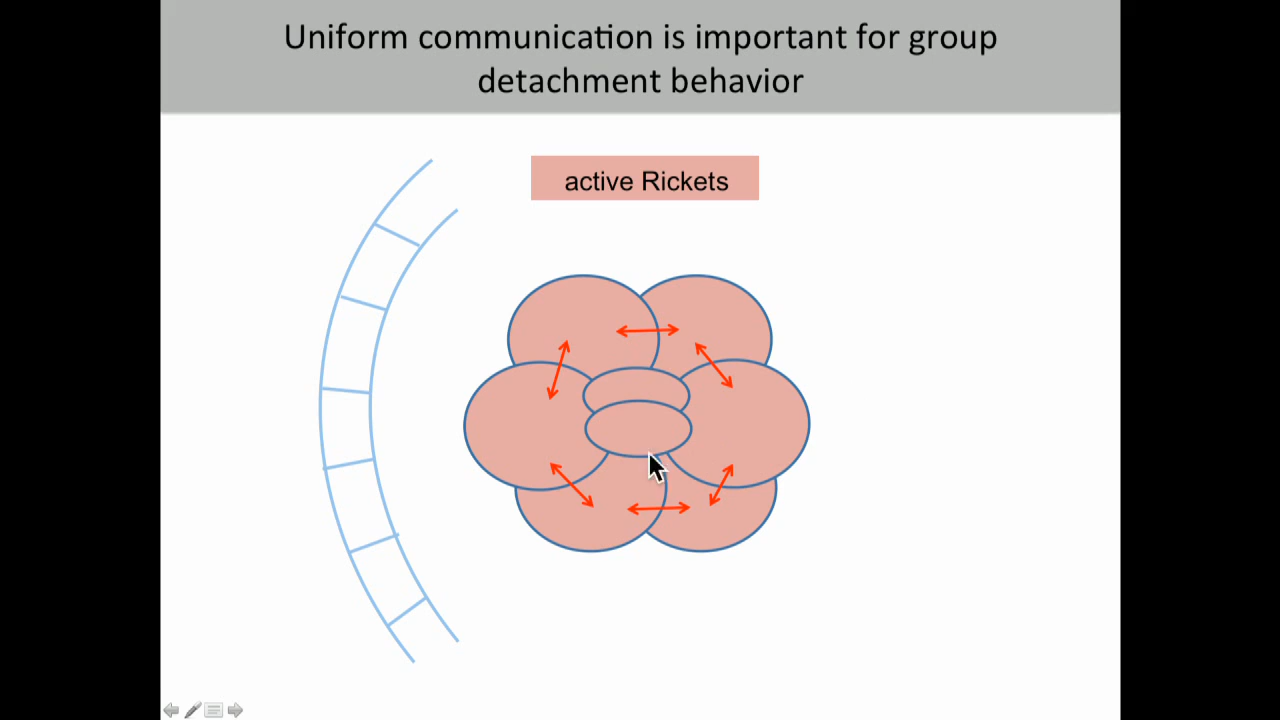 Uniform communication is important for group
detachment behavior
active Rickets